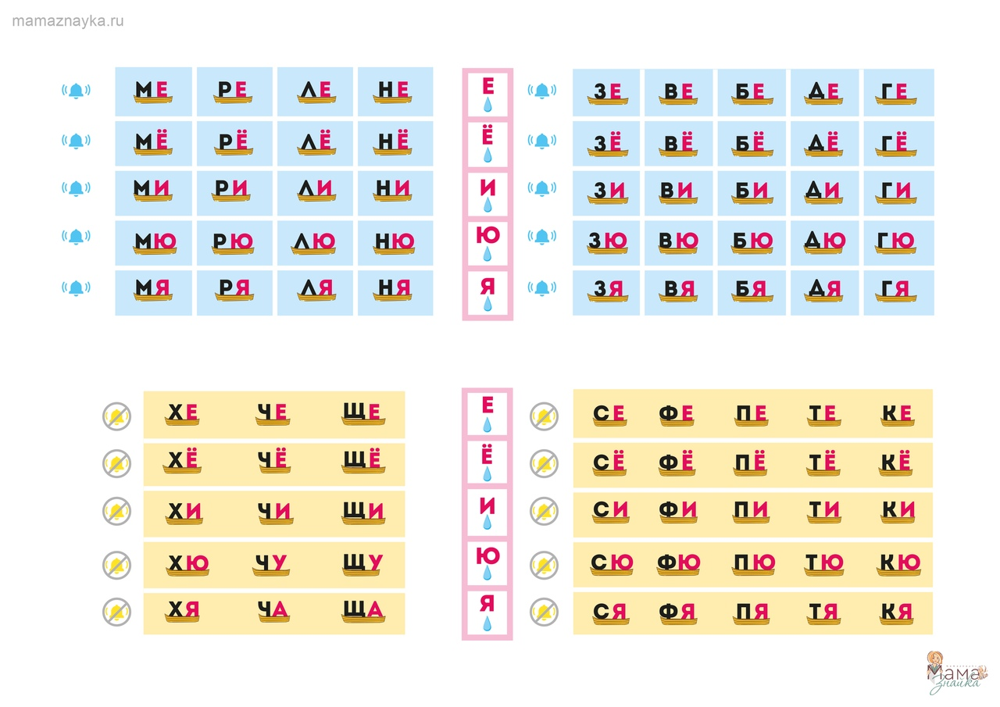 mamaznayka.ru
МЕ РЕ ЛЕ НЕ Е ЗЕ ВЕ БЕ ДЕ ГЕ
МЁ РЁ ЛЁ НЁ Ё ЗЁ ВЁ БЁ ДЁ ГЁ
МИ РИ ЛИ НИ И ЗИ ВИ БИ ДИ ГИ
МЮ РЮ ЛЮ НЮ Ю ЗЮ ВЮ БЮ ДЮ ГЮ
МЯ РЯ ЛЯ НЯ Я ЗЯ ВЯ БЯ ДЯ ГЯ
ХЕ ЧЕ ЩЕ Е СЕ ФЕ ПЕ ТЕ КЕ
ХЁ ЧЁ ЩЁ Ё СЁ ФЁ ПЁ ТЁ КЁ
ХИ ЧИ ЩИ И СИ ФИ ПИ ТИ КИ
ХЮ ЧУ ЩУ Ю СЮ ФЮ ПЮ ТЮ КЮ
ХЯ ЧА ЩА Я СЯ ФЯ ПЯ ТЯ КЯ
Мама
знайка